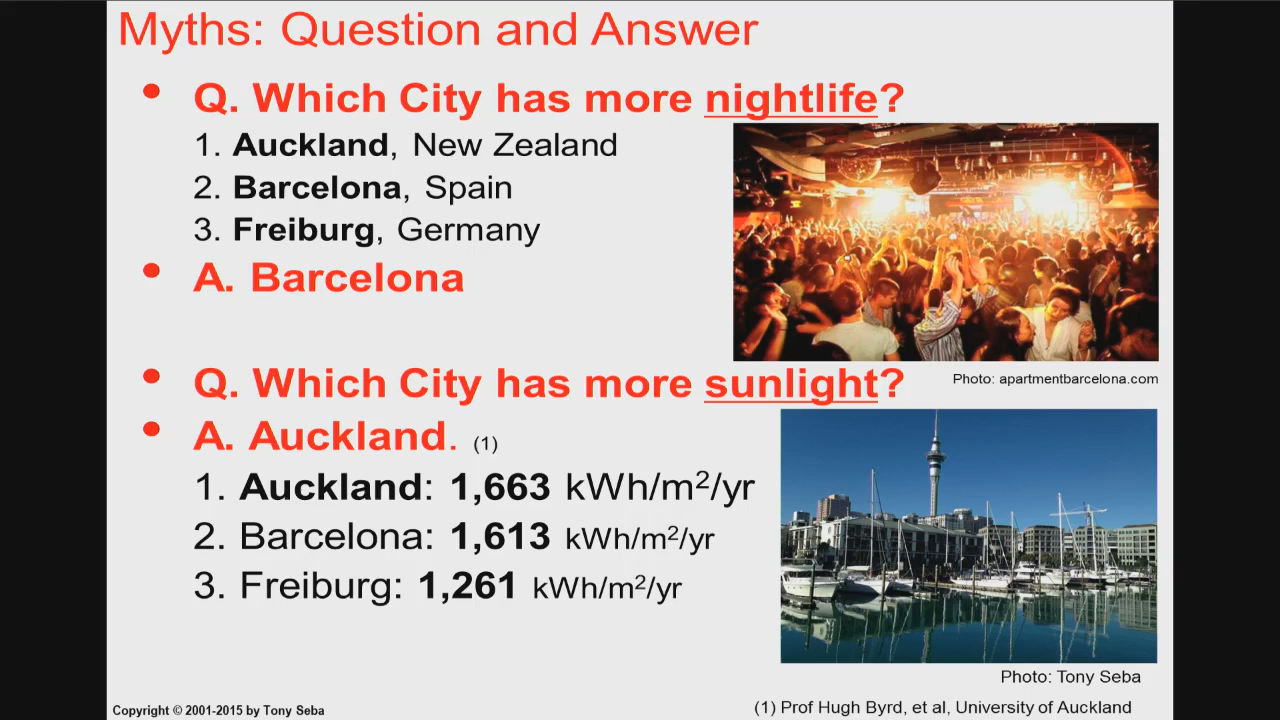 Myths: Question and Answer
• Q. Which City has more nightlife?
1. Auckland, New Zealand
2. Barcelona, Spain
3. Freiburg, Germany
• A. Barcelona
Photo: apartmentbarcelona.com
• Q. Which City has more sunlight?
• A. Auckland. (1)
1. Auckland: 1,663 kWh/m²/yr
2. Barcelona: 1,613 kWh/m²/yr
3. Freiburg: 1,261 kWh/m²/yr
Photo: Tony Seba
Copyright © 2001-2015 by Tony Seba
(1) Prof Hugh Byrd, et al, University of Auckland